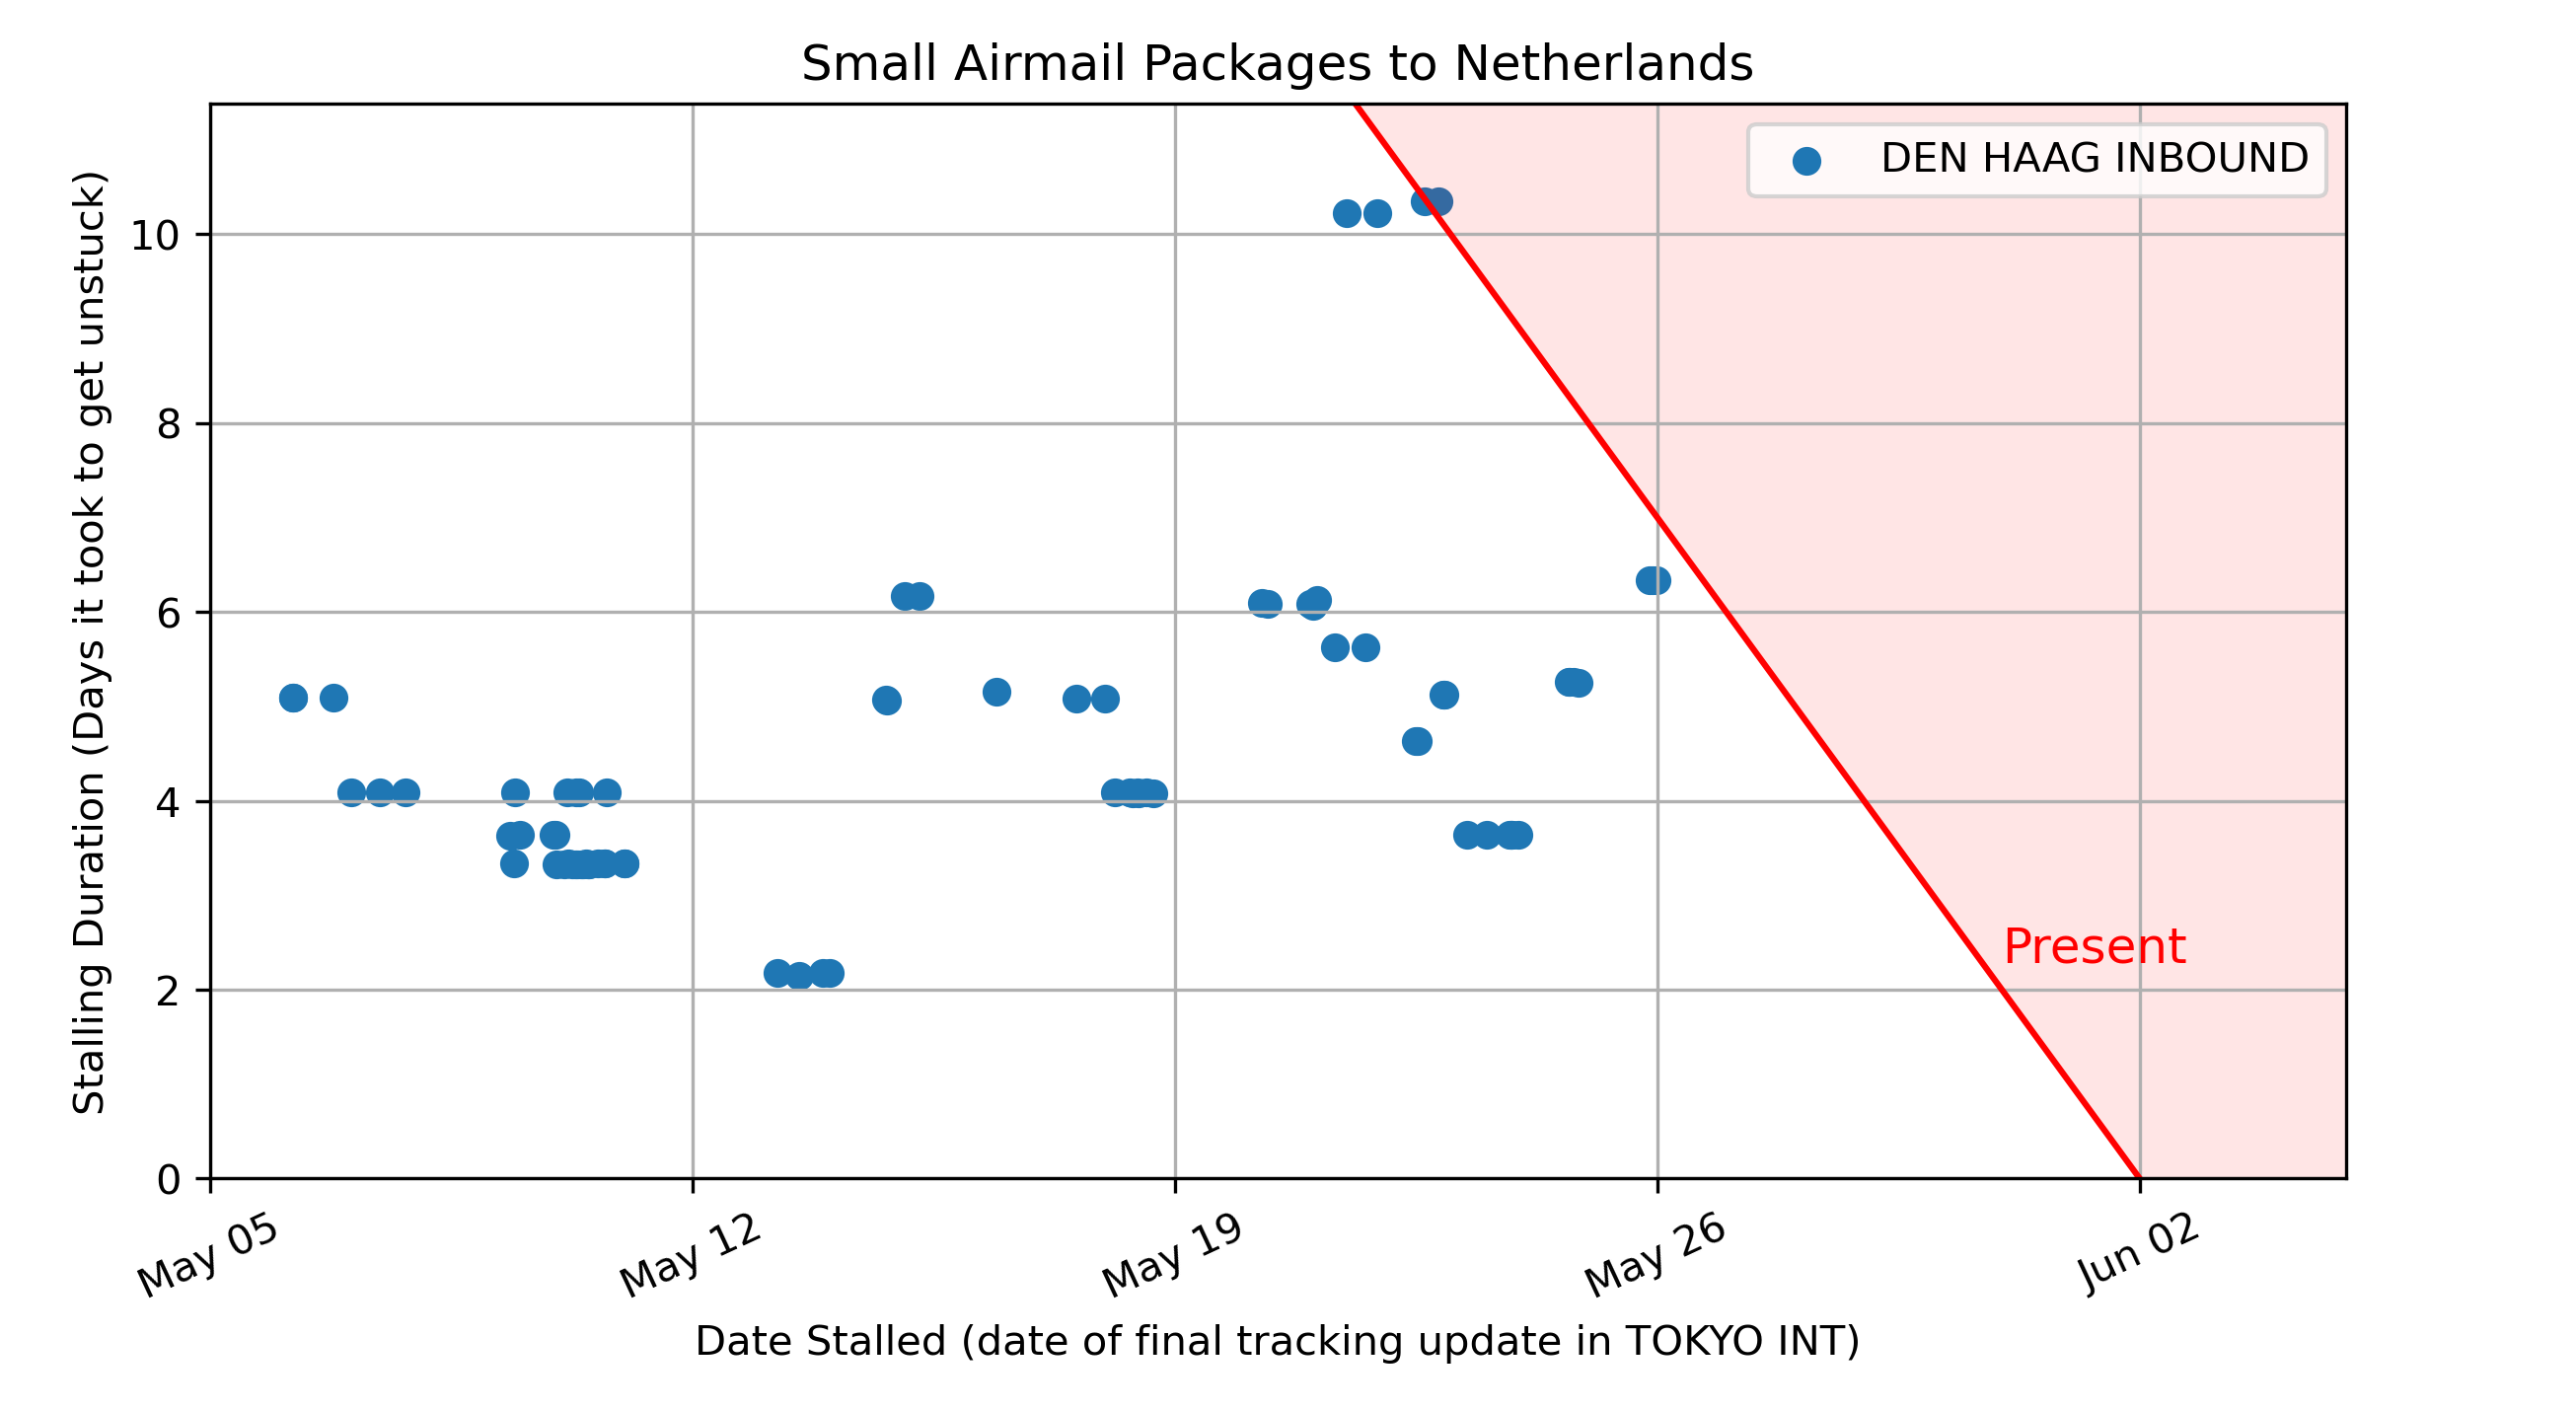 Small Airmail Packages to Netherlands
DEN HAAG INBOUND
Stalling Duration (Days it took to get unstuck)
10
8
6
4
2
0
Present
May 05
May 12
May 19
May 26
Jun 02
Date Stalled (date of final tracking update in TOKYO INT)